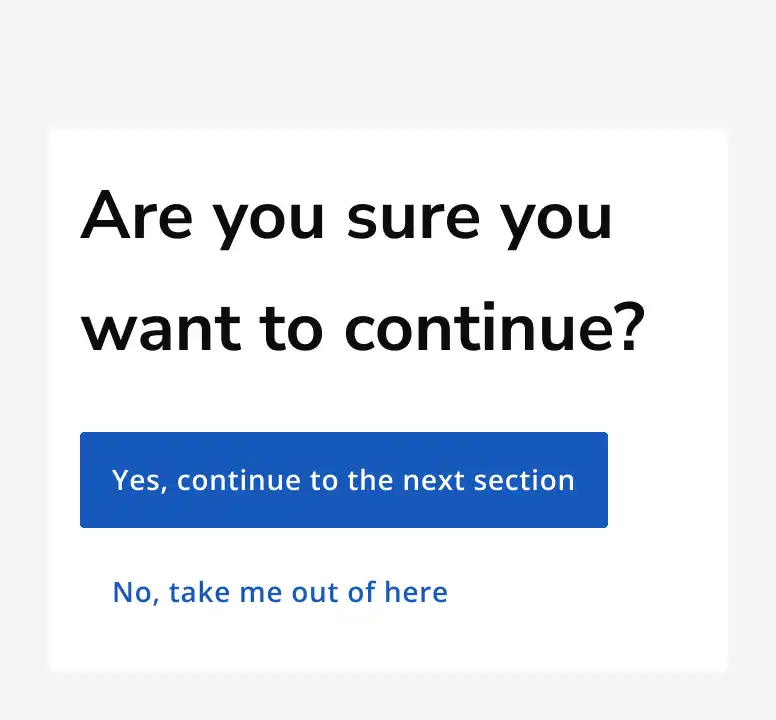 Are you sure you
want to continue?
Yes, continue to the next section
No, take me out of here